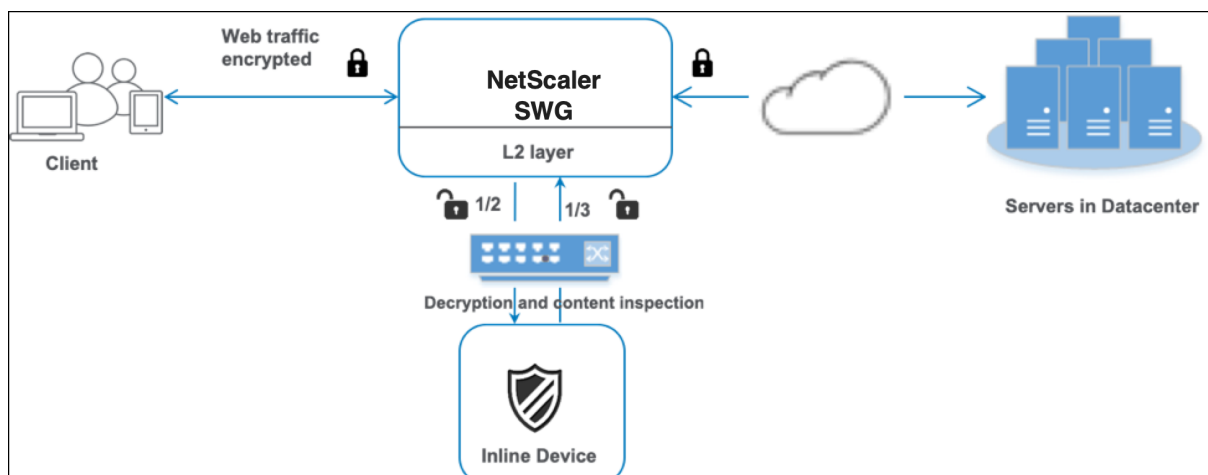 Web traffic
encrypted
NetScaler
SWG
L2 layer
Client
1/2
1/3
Servers in Datacenter
Decryption and content inspection
Inline Device